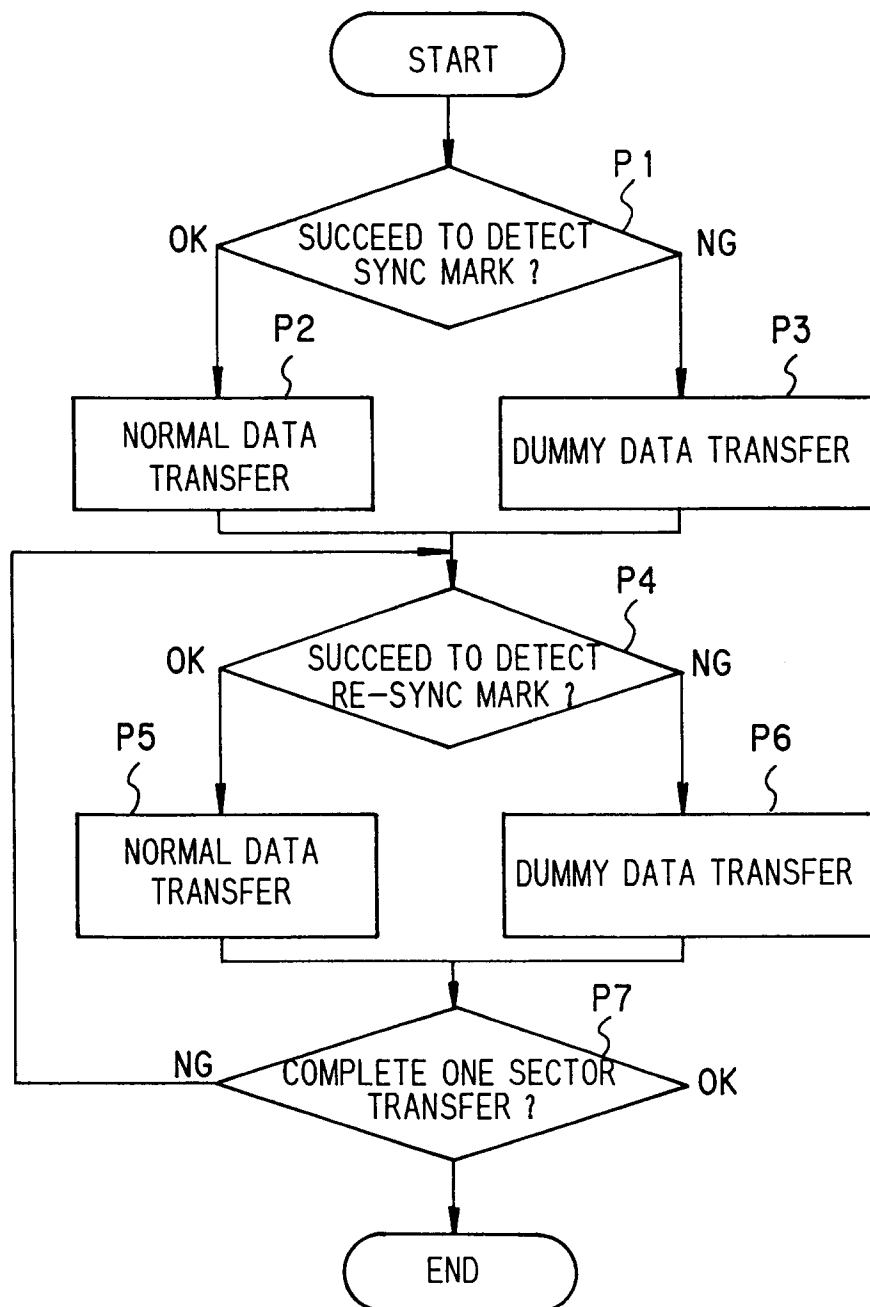 START
P1
OK
SUCCEED TO DETECT
SYNC MARK ?
NG
P2
P3
NORMAL DATA
TRANSFER
DUMMY DATA TRANSFER
P4
OK
SUCCEED TO DETECT
RE-SYNC MARK ?
NG
P5
P6
NORMAL DATA
TRANSFER
DUMMY DATA TRANSFER
P7
NG
COMPLETE ONE SECTOR
TRANSFER ?
OK
END